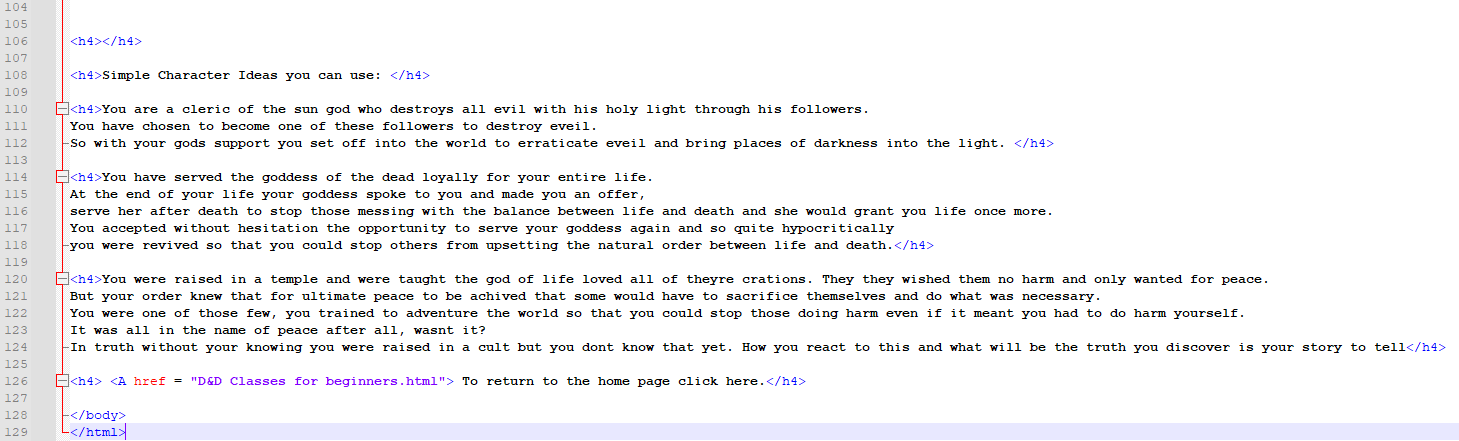 104
105
106 <h4></h4>
107
108 <h4>Simple Character Ideas you can use: </h4>
109
110 <h4>You are a cleric of the sun god who destroys all evil with his holy light through his followers.
111 You have chosen to become one of these followers to destroy eveil.
112 So with your gods support you set off into the world to erraticate eveil and bring places of darkness into the light. </h4>
113
114 <h4>You have served the goddess of the dead loyally for your entire life.
115 At the end of your life your goddess spoke to you and made you an offer,
116 serve her after death to stop those messing with the balance between life and death and she would grant you life once more.
117 You accepted without hesitation the opportunity to serve your goddess again and so quite hypocritically
118 you were revived so that you could stop others from upsetting the natural order between life and death.</h4>
119
120 <h4>You were raised in a temple and were taught the god of life loved all of theyre crations. They they wished them no harm and only wanted for peace.
121 But your order knew that for ultimate peace to be achived that some would have to sacrifice themselves and do what was necessary.
122 You were one of those few, you trained to adventure the world so that you could stop those doing harm even if it meant you had to do harm yourself.
123 It was all in the name of peace after all, wasnt it?
124 In truth without your knowing you were raised in a cult but you dont know that yet. How you react to this and what will be the truth you discover is your story to tell</h4>
125
126 <h4> <A href = "D&D Classes for beginners.html"> To return to the home page click here.</h4>
127
128 </body>
129 </html>